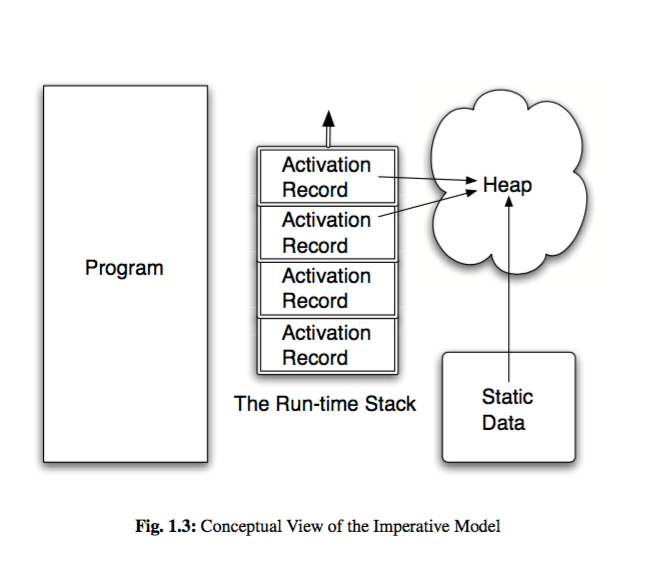 Program
Activation
Record
Activation
Record
Activation
Record
Activation
Record
The Run-time Stack
Heap
Static
Data
Fig. 1.3: Conceptual View of the Imperative Model